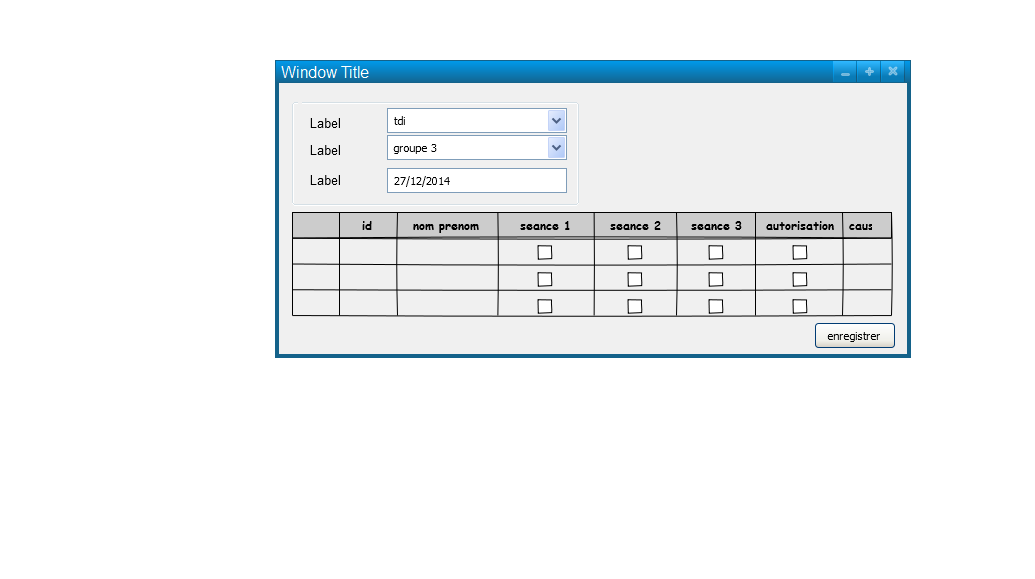 Window Title
Label tdi
Label groupe 3
Label 27/12/2014
id nom prenom seance 1 seance 2 seance 3 autorisation caus
enregistrer